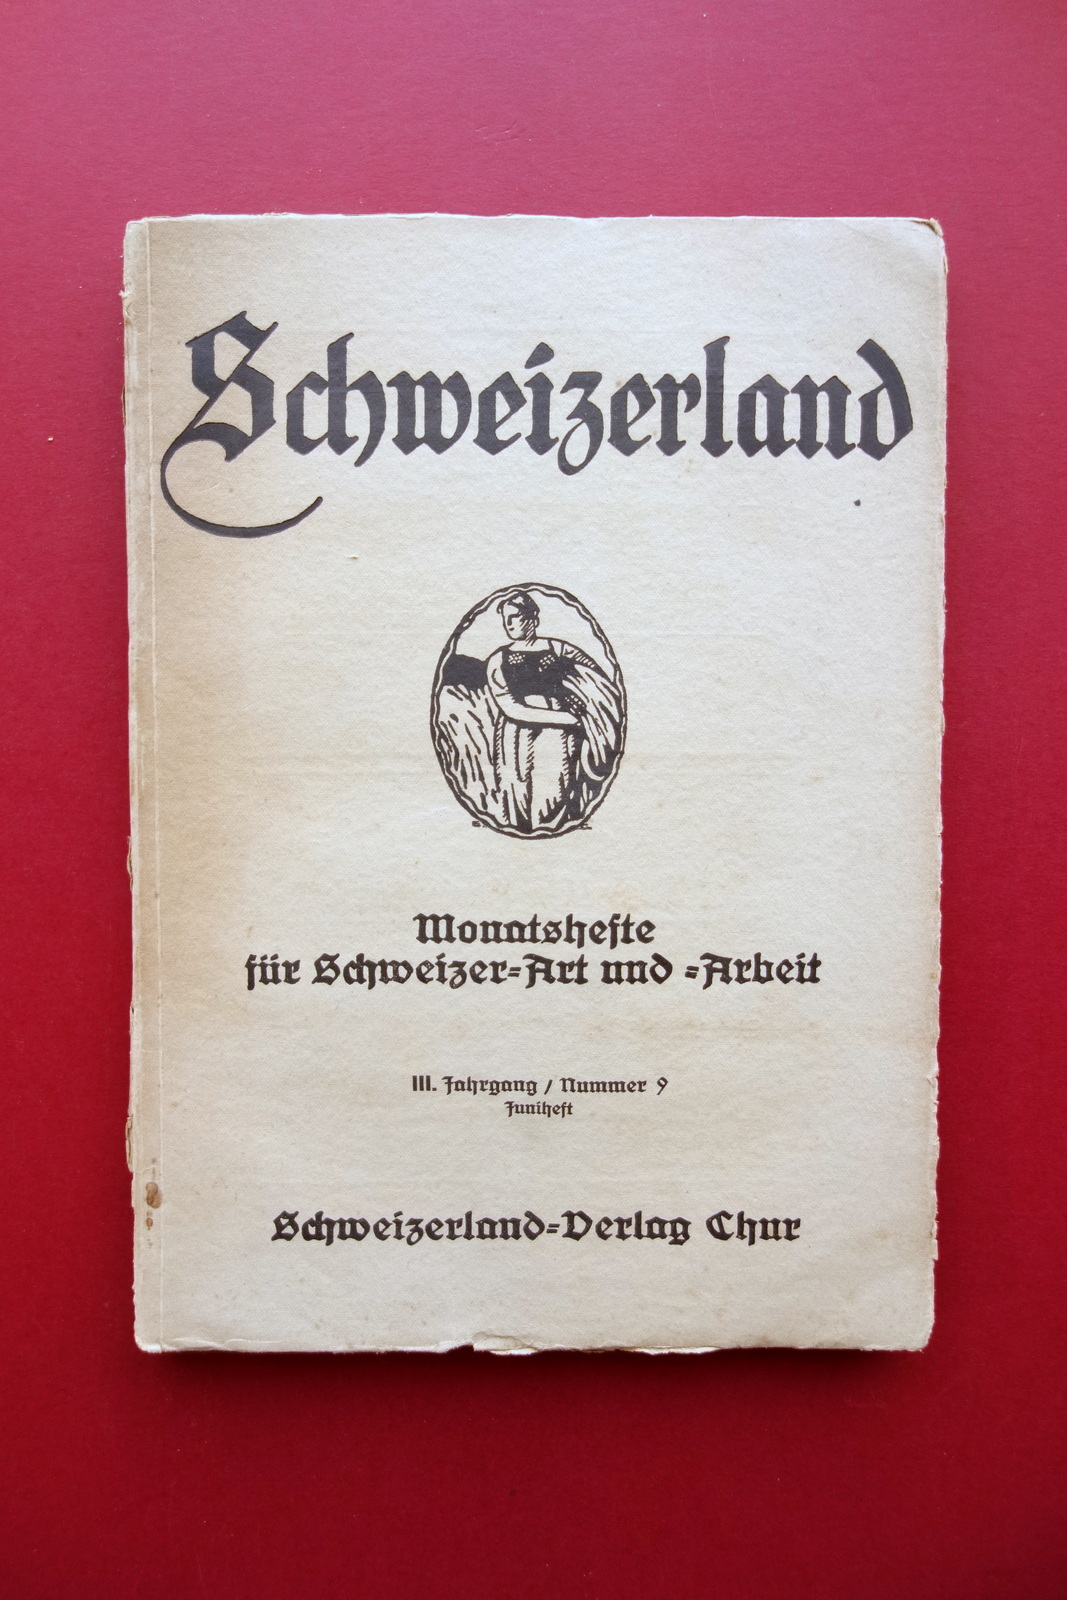 Schweizerland
Monatshefte
für Schweizer=Art und =Arbeit
III. Jahrgang / Nummer 9
Juniheft
Schweizerland=Verlag Chur